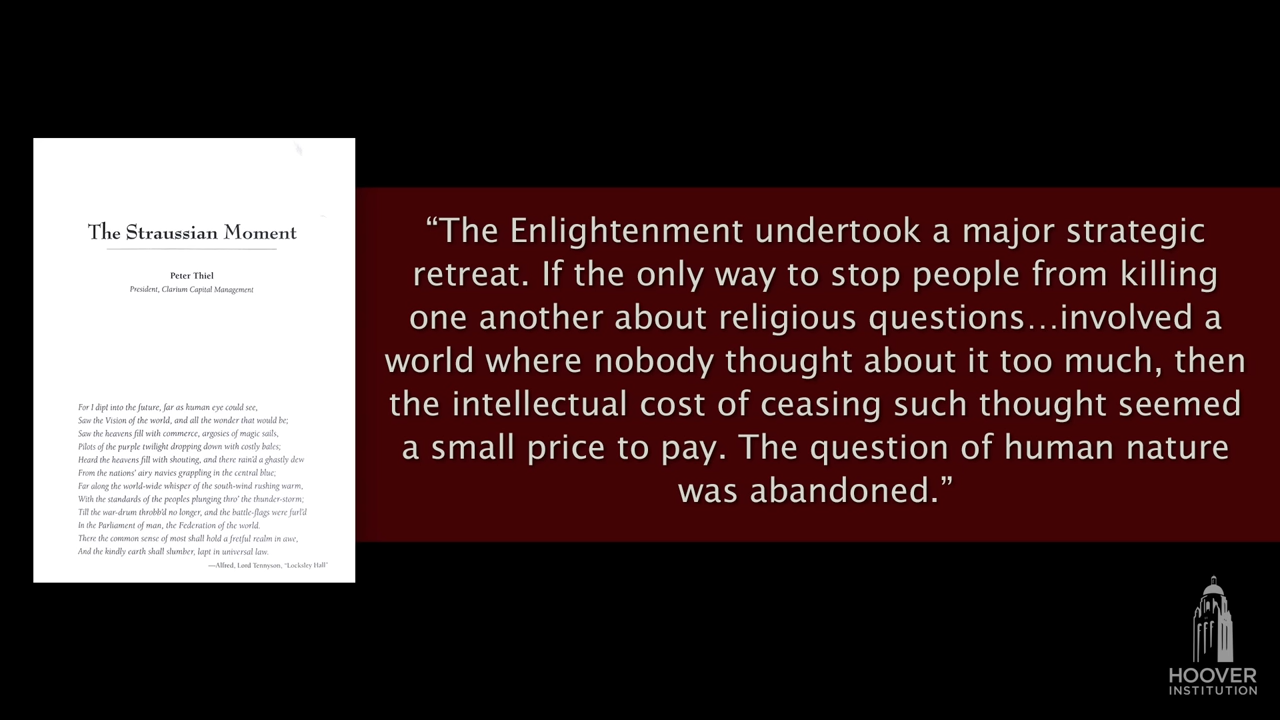 The Straussian Moment
Peter Thiel
President, Clarium Capital Management
For I dipt into the future, far as human eye could see,
Saw the Vision of the world, and all the wonder that would be;
Saw the heavens fill with commerce, argosies of magic sails,
Pilots of the purple twilight dropping down with costly bales;
Heard the heavens fill with shouting, and there rain'd a ghastly dew
From the nations' airy navies grappling in the central blue;
Far along the world-wide whisper of the south-wind rushing warm,
With the standards of the peoples plunging thro' the thunder-storm;
Till the war-drum throbb'd no longer, and the battle-flags were furl'd
In the Parliament of man, the Federation of the world.
There the common sense of most shall hold a fretful realm in awe,
And the kindly earth shall slumber, lapt in universal law.
—Alfred, Lord Tennyson, "Locksley Hall"
“The Enlightenment undertook a major strategic
retreat. If the only way to stop people from killing
one another about religious questions…involved a
world where nobody thought about it too much, then
the intellectual cost of ceasing such thought seemed
a small price to pay. The question of human nature
was abandoned.”
HOOVER
INSTITUTION